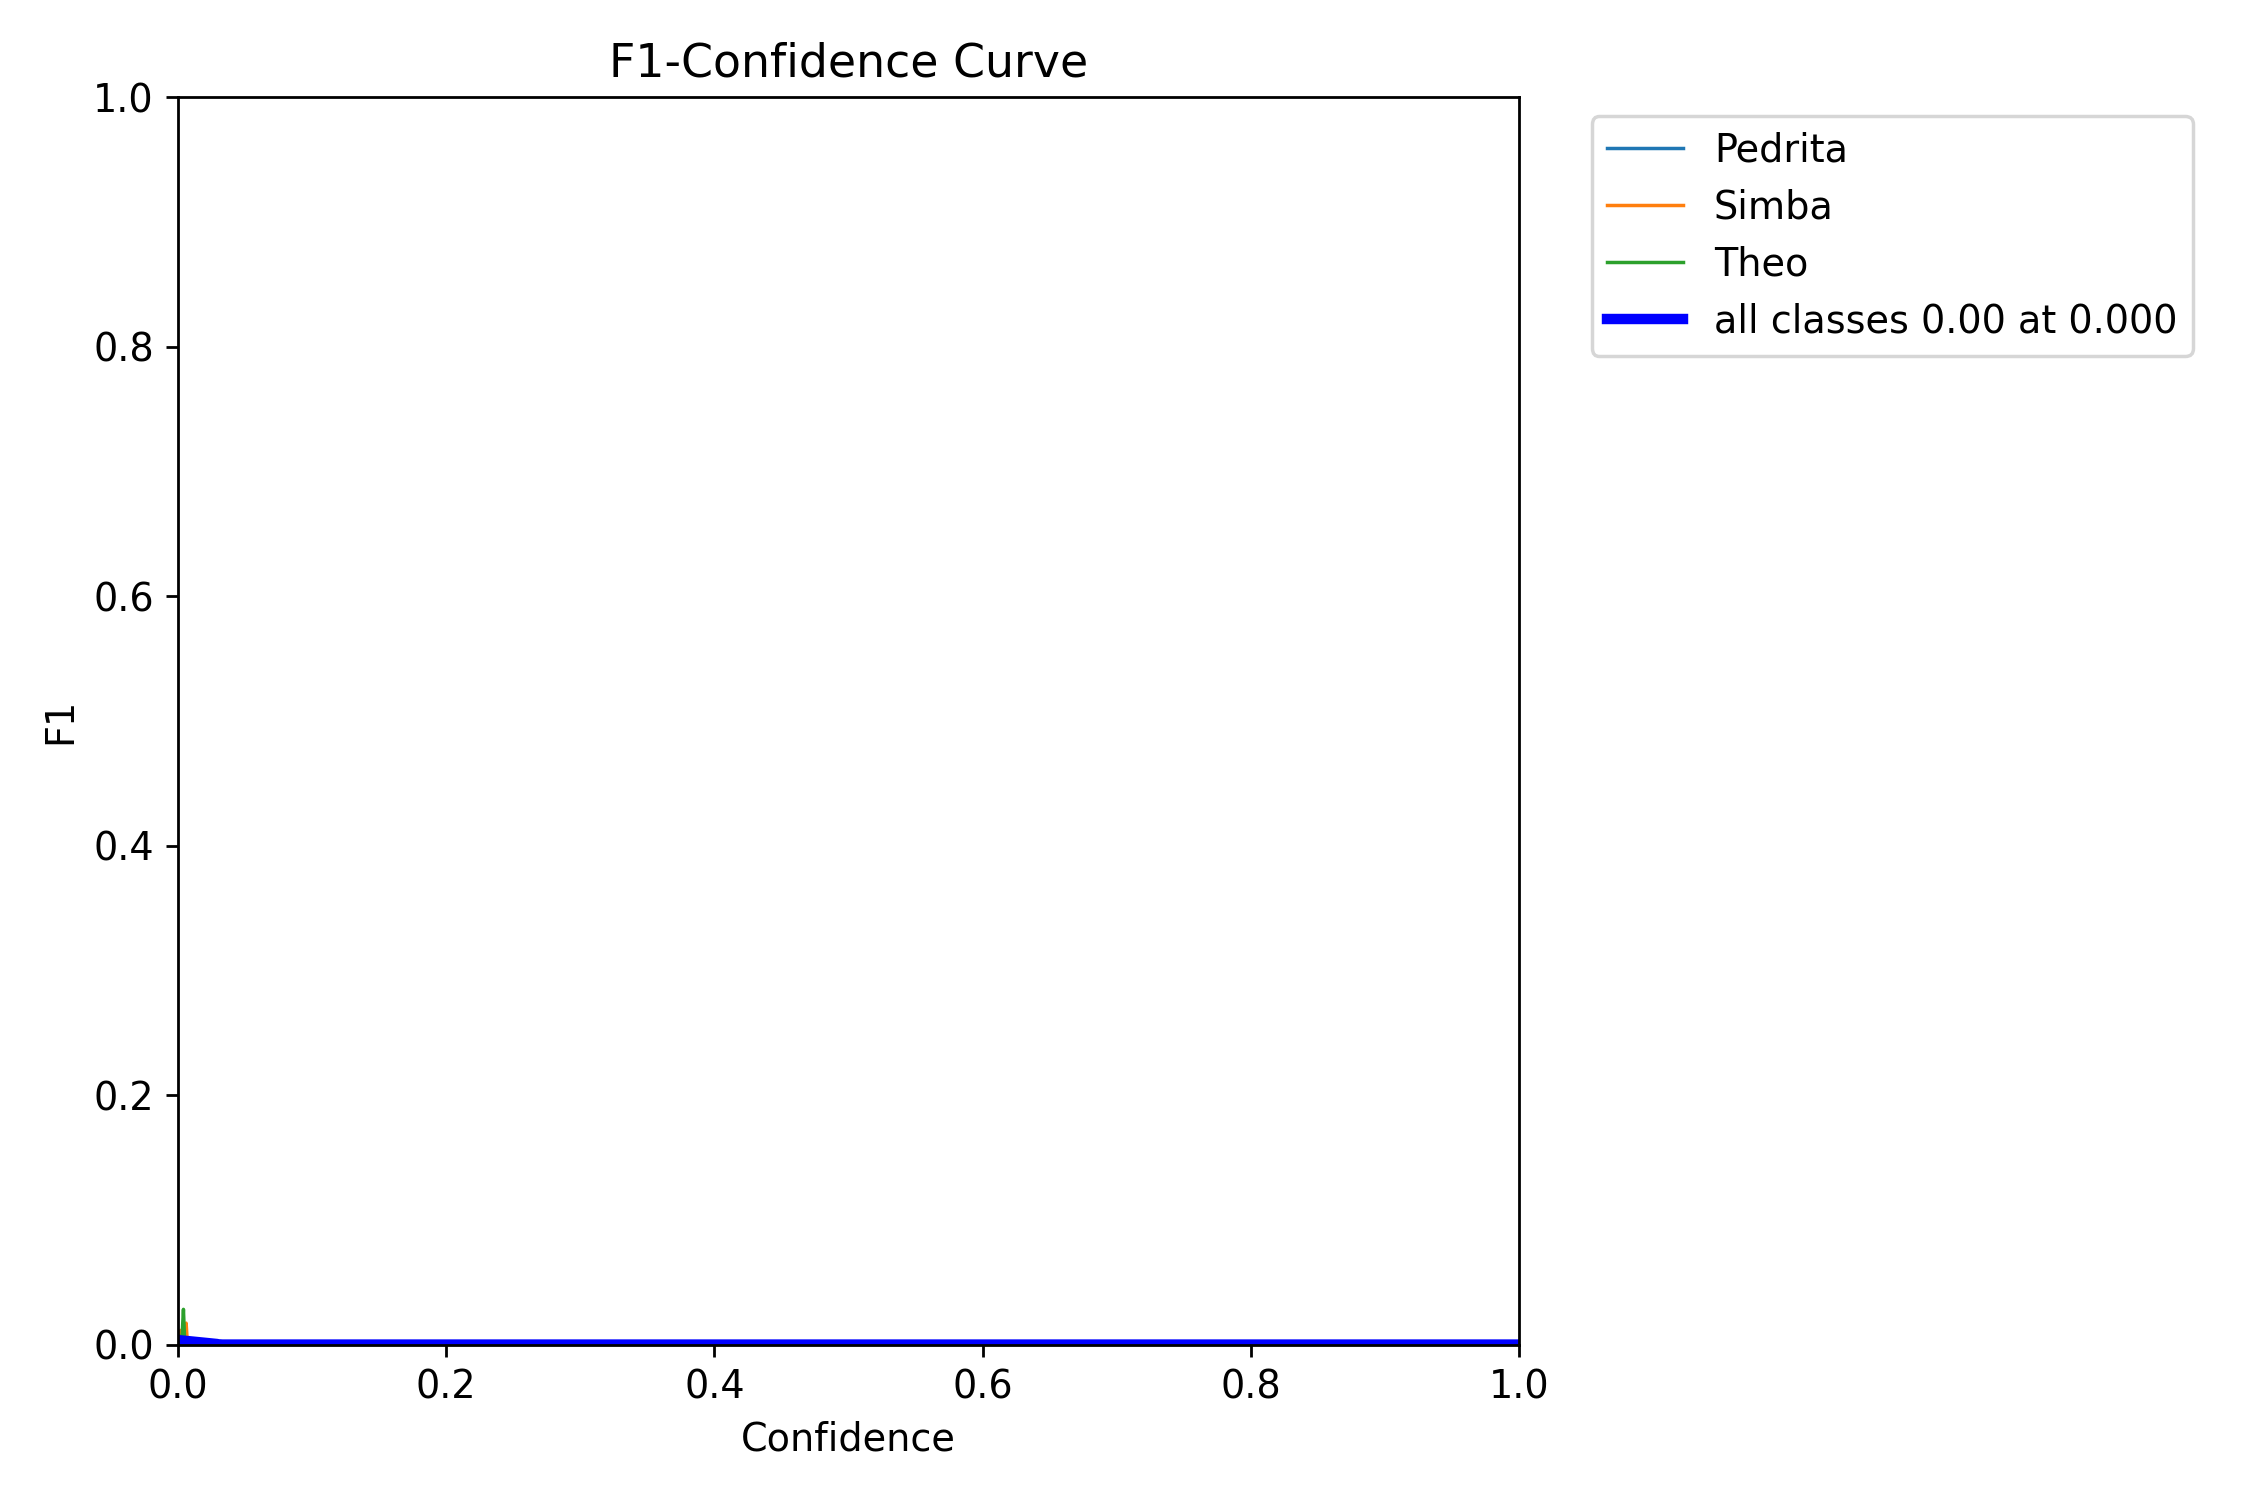 F1-Confidence Curve
1.0
0.8
0.6
0.4
0.2
0.0
F1
0.0 0.2 0.4 0.6 0.8 1.0
Confidence
Pedrita
Simba
Theo
all classes 0.00 at 0.000